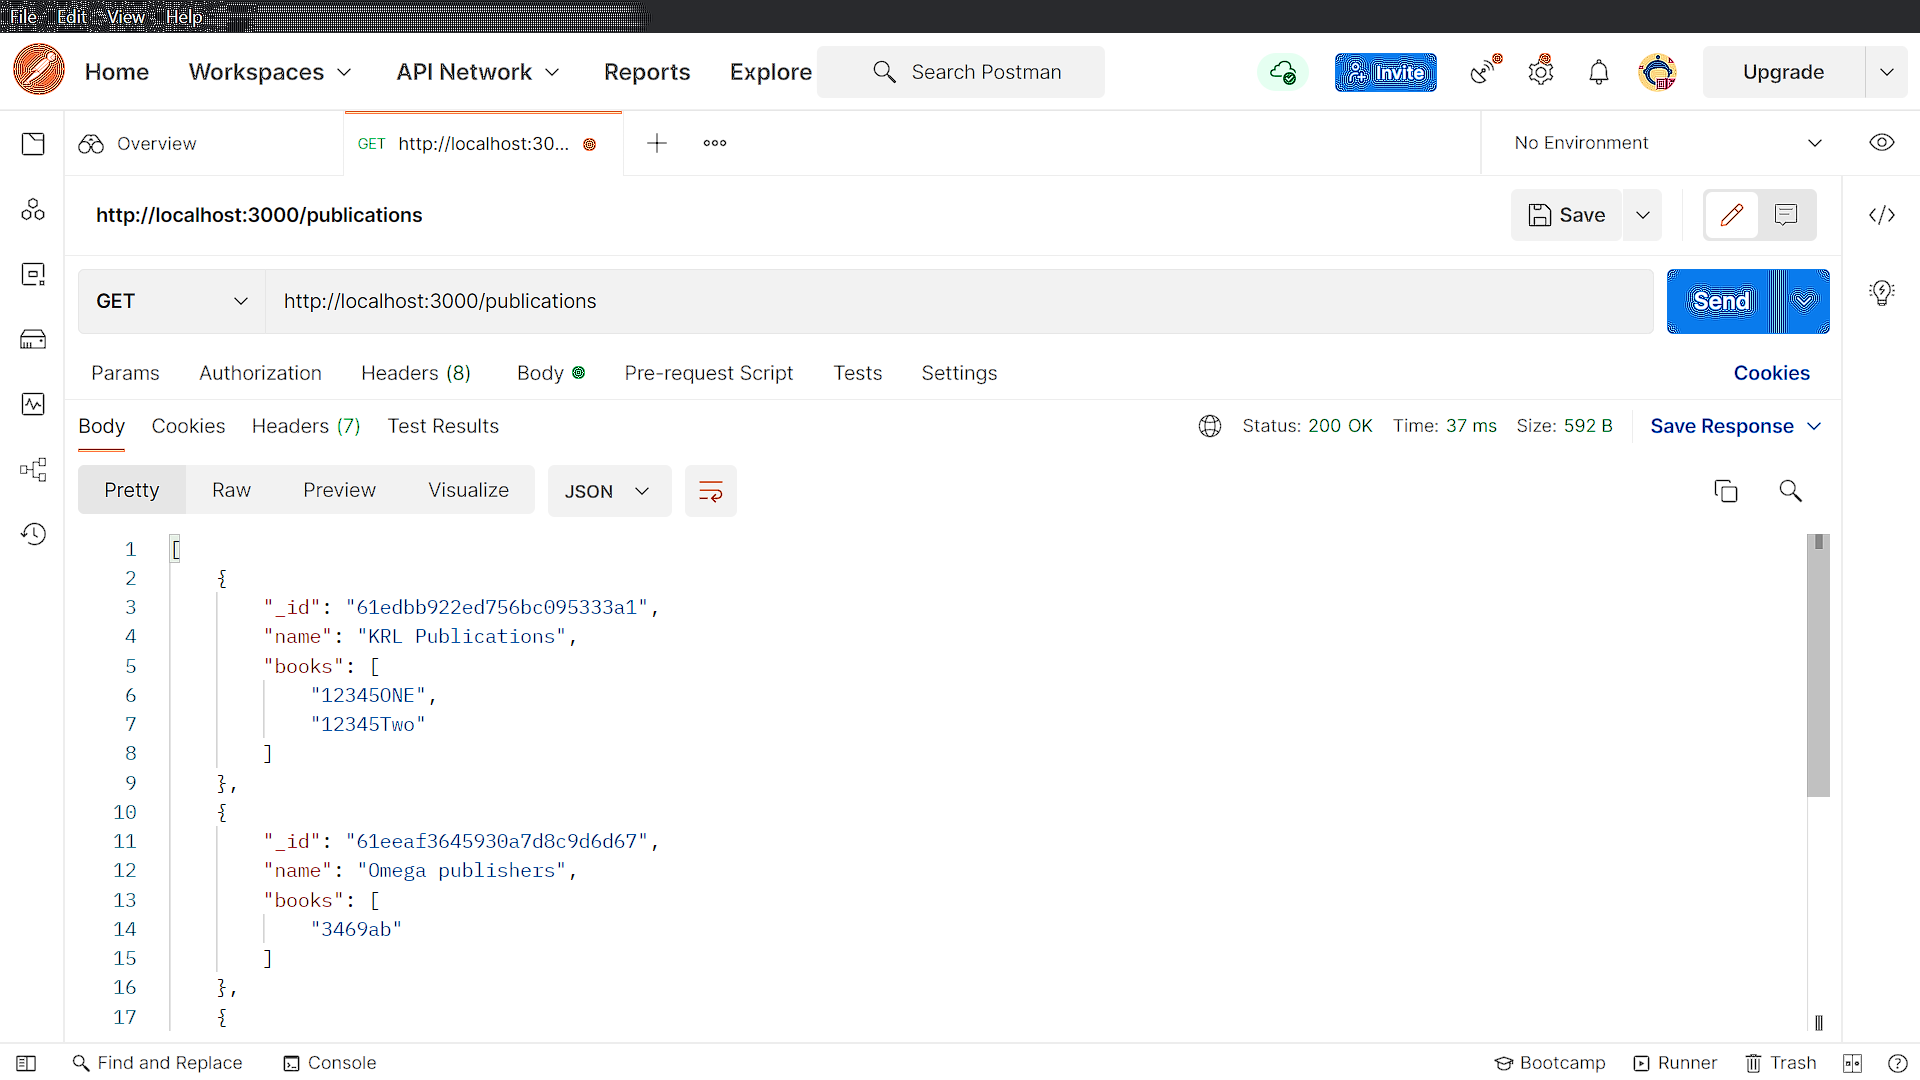 File Edit View Help
Home Workspaces API Network Reports Explore Search Postman Invite Upgrade
Overview GET http://localhost:30... No Environment
http://localhost:3000/publications Save
GET http://localhost:3000/publications Send
Params Authorization Headers (8) Body Pre-request Script Tests Settings Cookies
Body Cookies Headers (7) Test Results Status: 200 OK Time: 37 ms Size: 592 B Save Response
Pretty Raw Preview Visualize JSON
1 [
2 {
3 "_id": "61edbb922ed756bc095333a1",
4 "name": "KRL Publications",
5 "books": [
6 "12345ONE",
7 "12345Two"
8 ]
9 },
10 {
11 "_id": "61eeaf3645930a7d8c9d6d67",
12 "name": "Omega publishers",
13 "books": [
14 "3469ab"
15 ]
16 },
17 {
Find and Replace Console Bootcamp Runner Trash